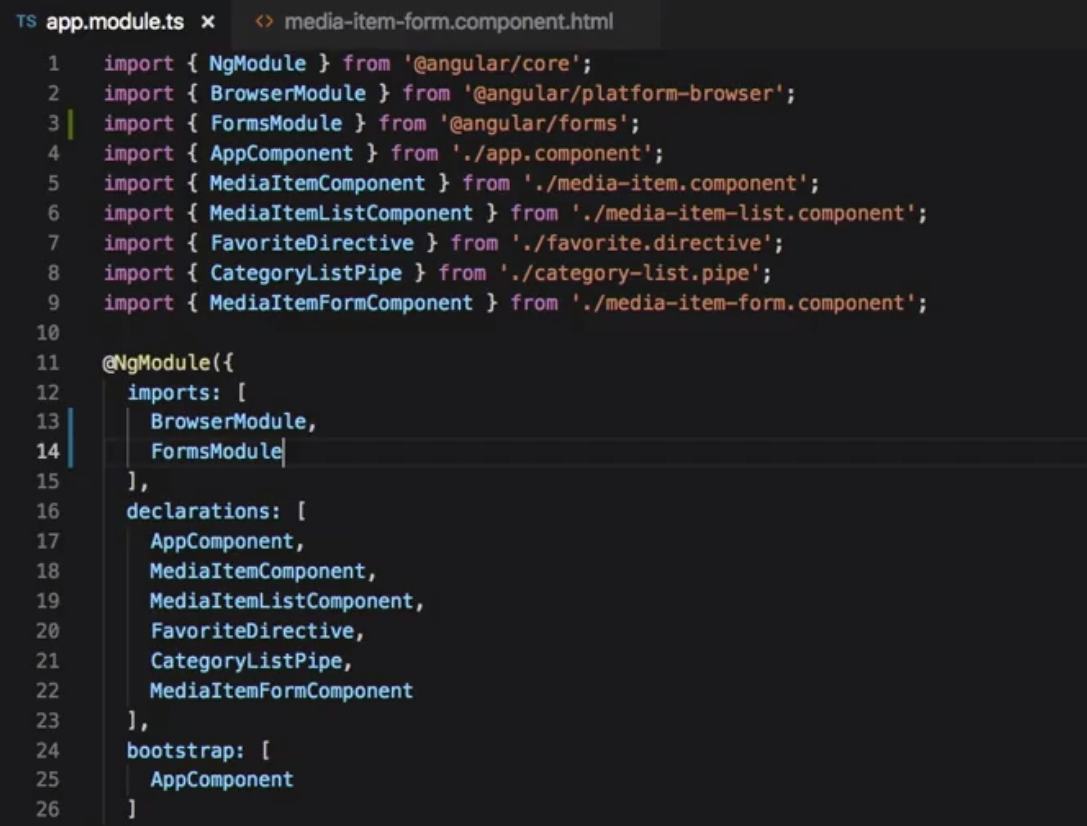 TS app.module.ts × <> media-item-form.component.html
1 import { NgModule } from '@angular/core';
2 import { BrowserModule } from '@angular/platform-browser';
3 import { FormsModule } from '@angular/forms';
4 import { AppComponent } from './app.component';
5 import { MediaItemComponent } from './media-item.component';
6 import { MediaItemListComponent } from './media-item-list.component';
7 import { FavoriteDirective } from './favorite.directive';
8 import { CategoryListPipe } from './category-list.pipe';
9 import { MediaItemFormComponent } from './media-item-form.component';
10
11 @NgModule({
12 imports: [
13 BrowserModule,
14 FormsModule
15 ],
16 declarations: [
17 AppComponent,
18 MediaItemComponent,
19 MediaItemListComponent,
20 FavoriteDirective,
21 CategoryListPipe,
22 MediaItemFormComponent
23 ],
24 bootstrap: [
25 AppComponent
26 ]